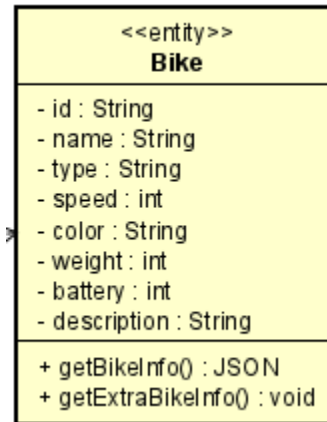 <<entity>>
Bike
- id : String
- name : String
- type : String
- speed : int
- color : String
- weight : int
- battery : int
- description : String
+ getBikeInfo() : JSON
+ getExtraBikeInfo() : void